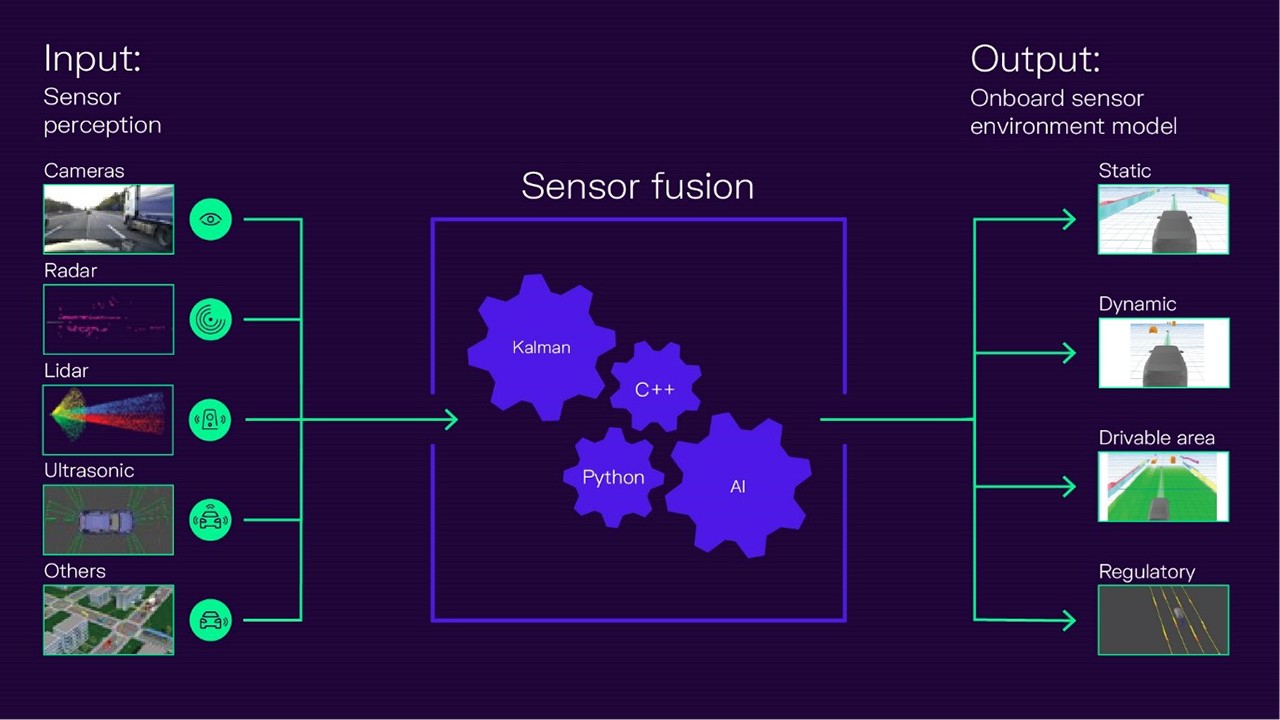 Input:
Sensor
perception
Cameras
Radar
Lidar
Ultrasonic
Others
Sensor fusion
Kalman
C++
Python
AI
Output:
Onboard sensor
environment model
Static
Dynamic
Drivable area
Regulatory